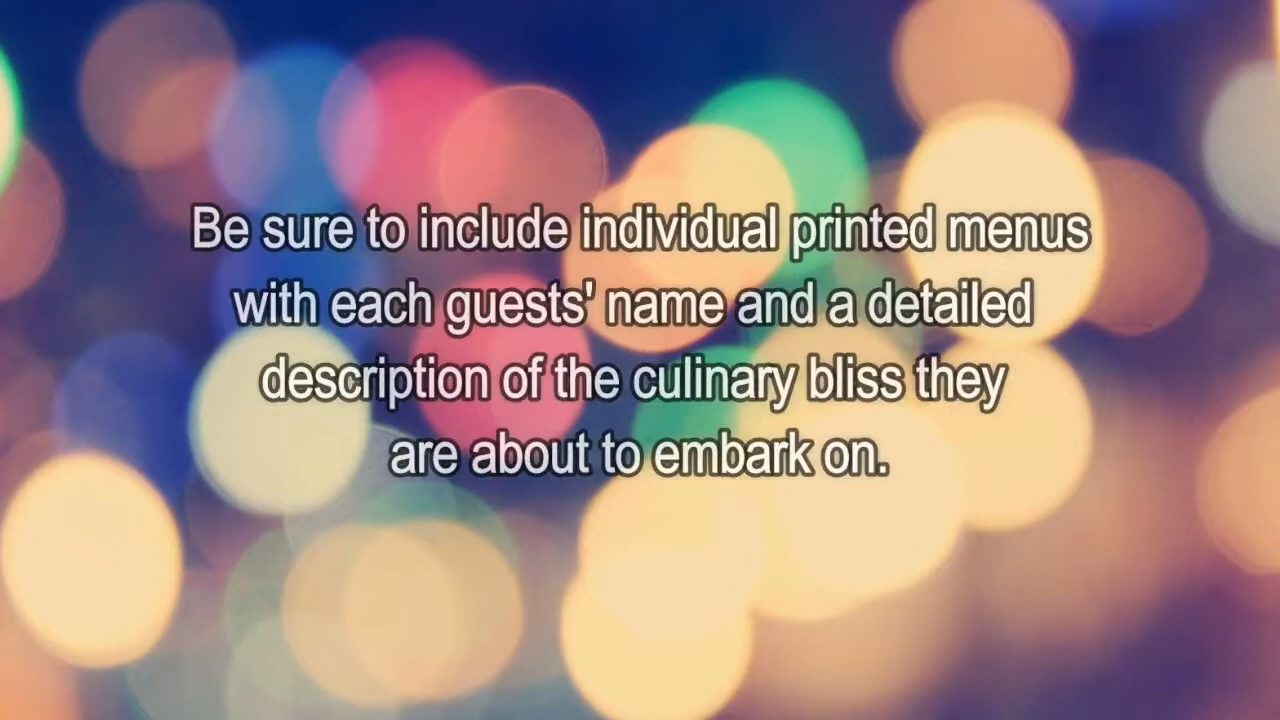 Be sure to include individual printed menus
with each guests' name and a detailed
description of the culinary bliss they
are about to embark on.